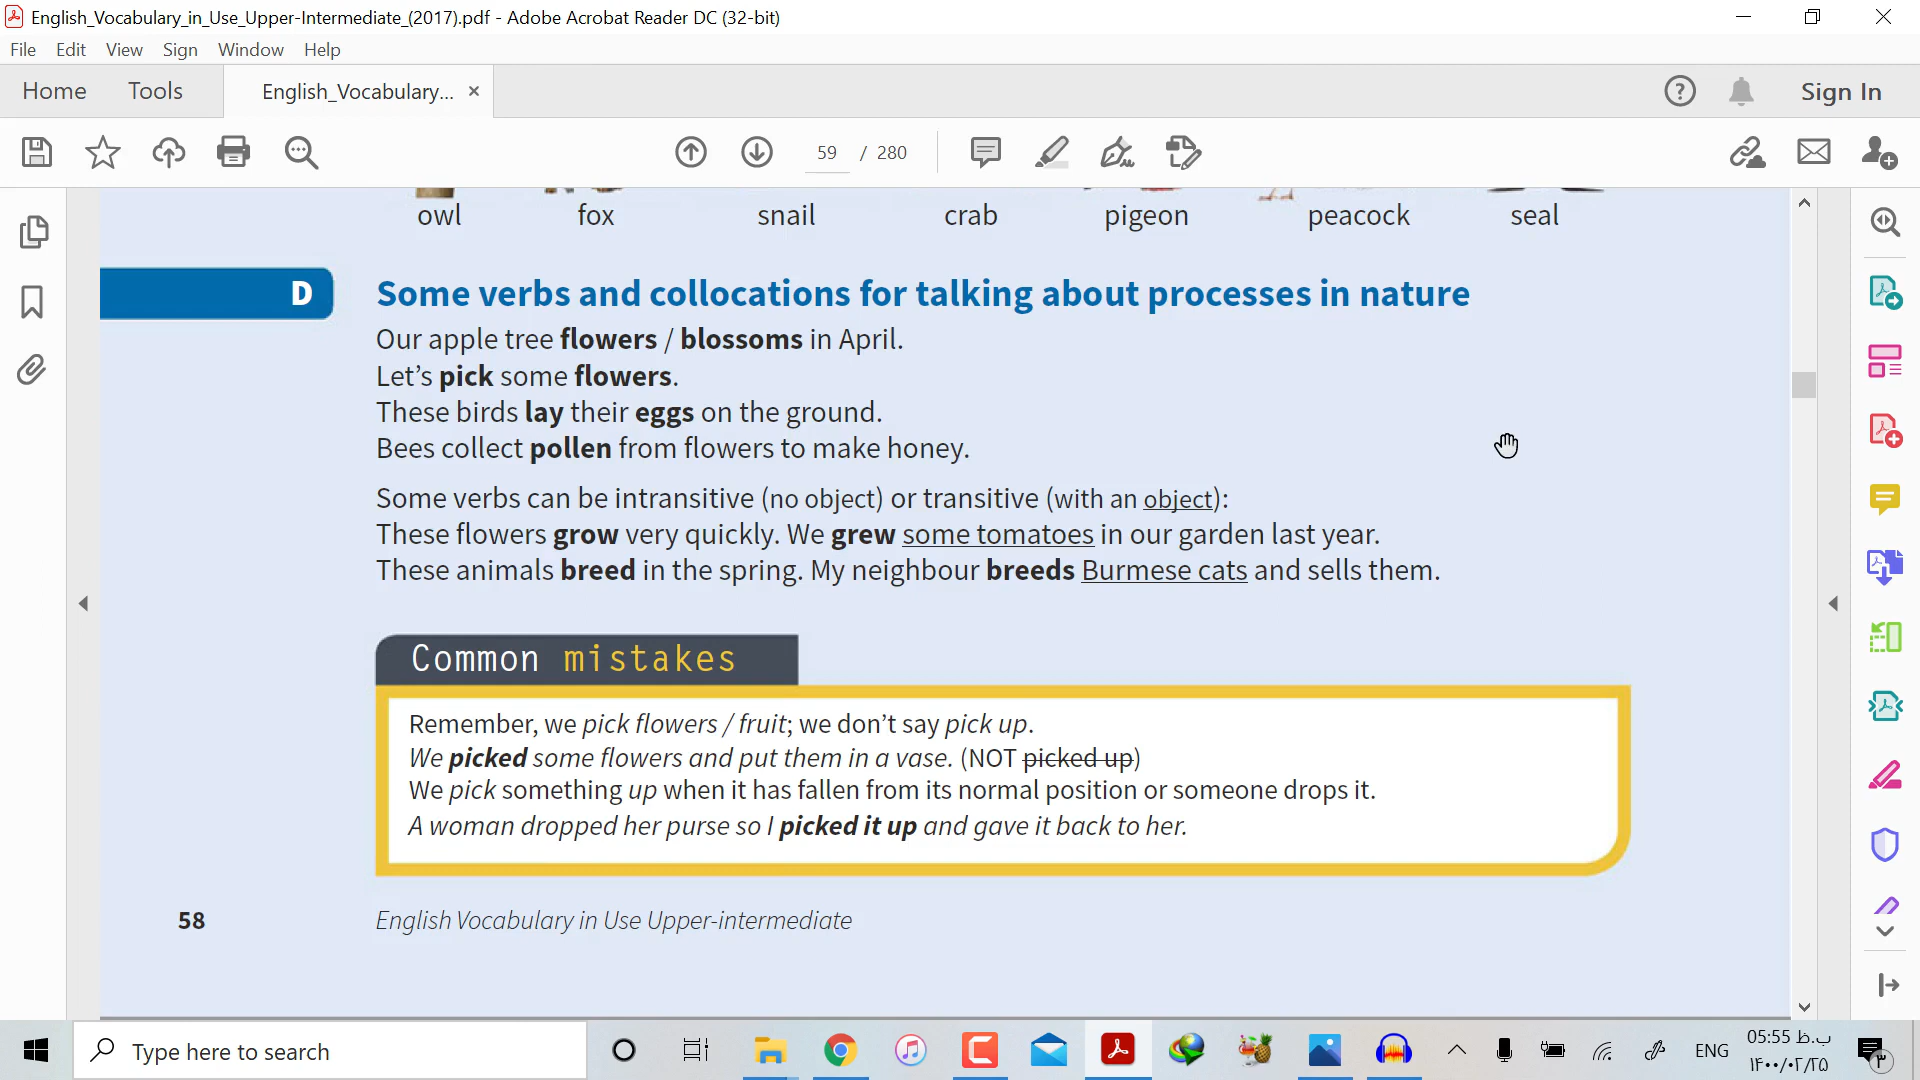 English_Vocabulary_in_Use_Upper-Intermediate_(2017).pdf - Adobe Acrobat Reader DC (32-bit)
File Edit View Sign Window Help
Home Tools English_Vocabulary... × Sign In
59 / 280
owl fox snail crab pigeon peacock seal
D Some verbs and collocations for talking about processes in nature
Our apple tree flowers / blossoms in April.
Let's pick some flowers.
These birds lay their eggs on the ground.
Bees collect pollen from flowers to make honey.
Some verbs can be intransitive (no object) or transitive (with an object):
These flowers grow very quickly. We grew some tomatoes in our garden last year.
These animals breed in the spring. My neighbour breeds Burmese cats and sells them.
Common mistakes
Remember, we pick flowers / fruit; we don't say pick up.
We picked some flowers and put them in a vase. (NOT picked up)
We pick something up when it has fallen from its normal position or someone drops it.
A woman dropped her purse so I picked it up and gave it back to her.
58 English Vocabulary in Use Upper-intermediate
Type here to search
ENG
05:55 ب.ظ
۱۴۰۰/۰۲/۲۵
۳